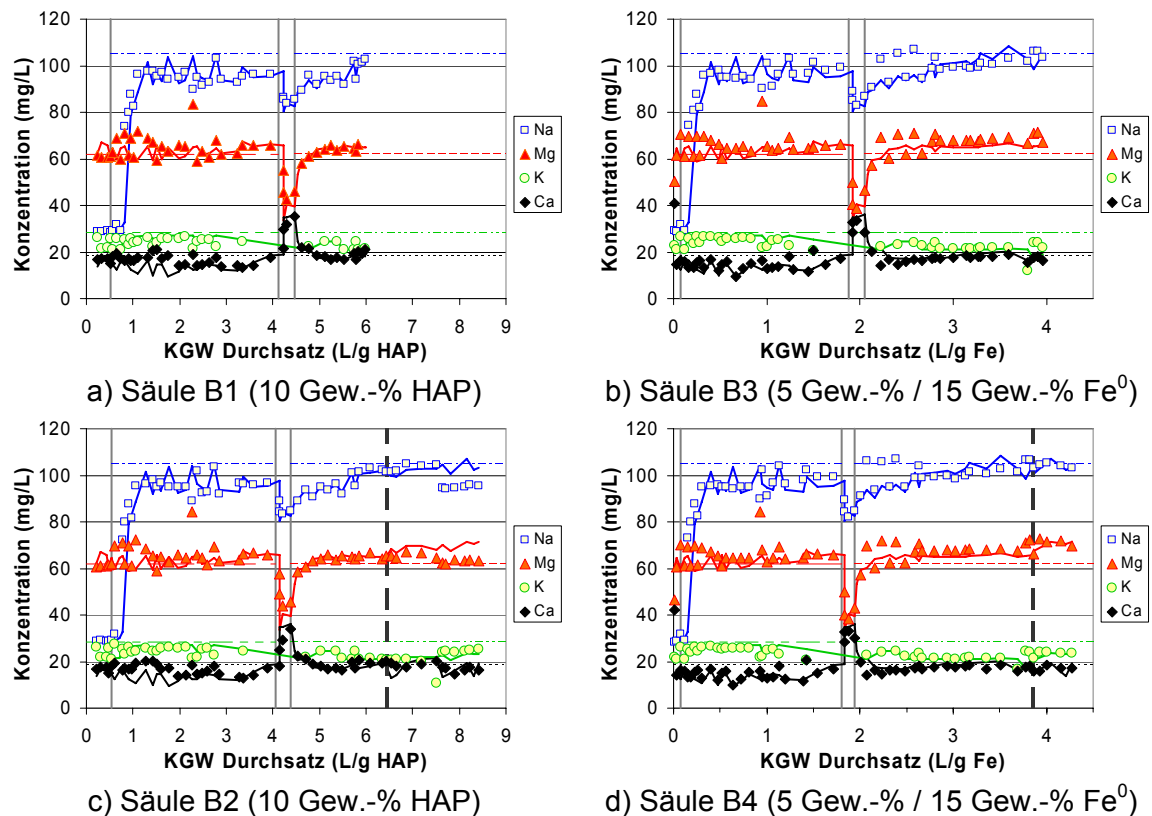 120
100
80
60
40
20
0
Konzentration (mg/L)
0 1 2 3 4 5 6 7 8 9
KGW Durchsatz (L/g HAP)
Na
Mg
K
Ca
a) Säule B1 (10 Gew.-% HAP)
120
100
80
60
40
20
0
Konzentration (mg/L)
0 1 2 3 4
KGW Durchsatz (L/g Fe)
Na
Mg
K
Ca
b) Säule B3 (5 Gew.-% / 15 Gew.-% Fe⁰)
120
100
80
60
40
20
0
Konzentration (mg/L)
0 1 2 3 4 5 6 7 8 9
KGW Durchsatz (L/g HAP)
Na
Mg
K
Ca
c) Säule B2 (10 Gew.-% HAP)
120
100
80
60
40
20
0
Konzentration (mg/L)
0 1 2 3 4
KGW Durchsatz (L/g Fe)
Na
Mg
K
Ca
d) Säule B4 (5 Gew.-% / 15 Gew.-% Fe⁰)